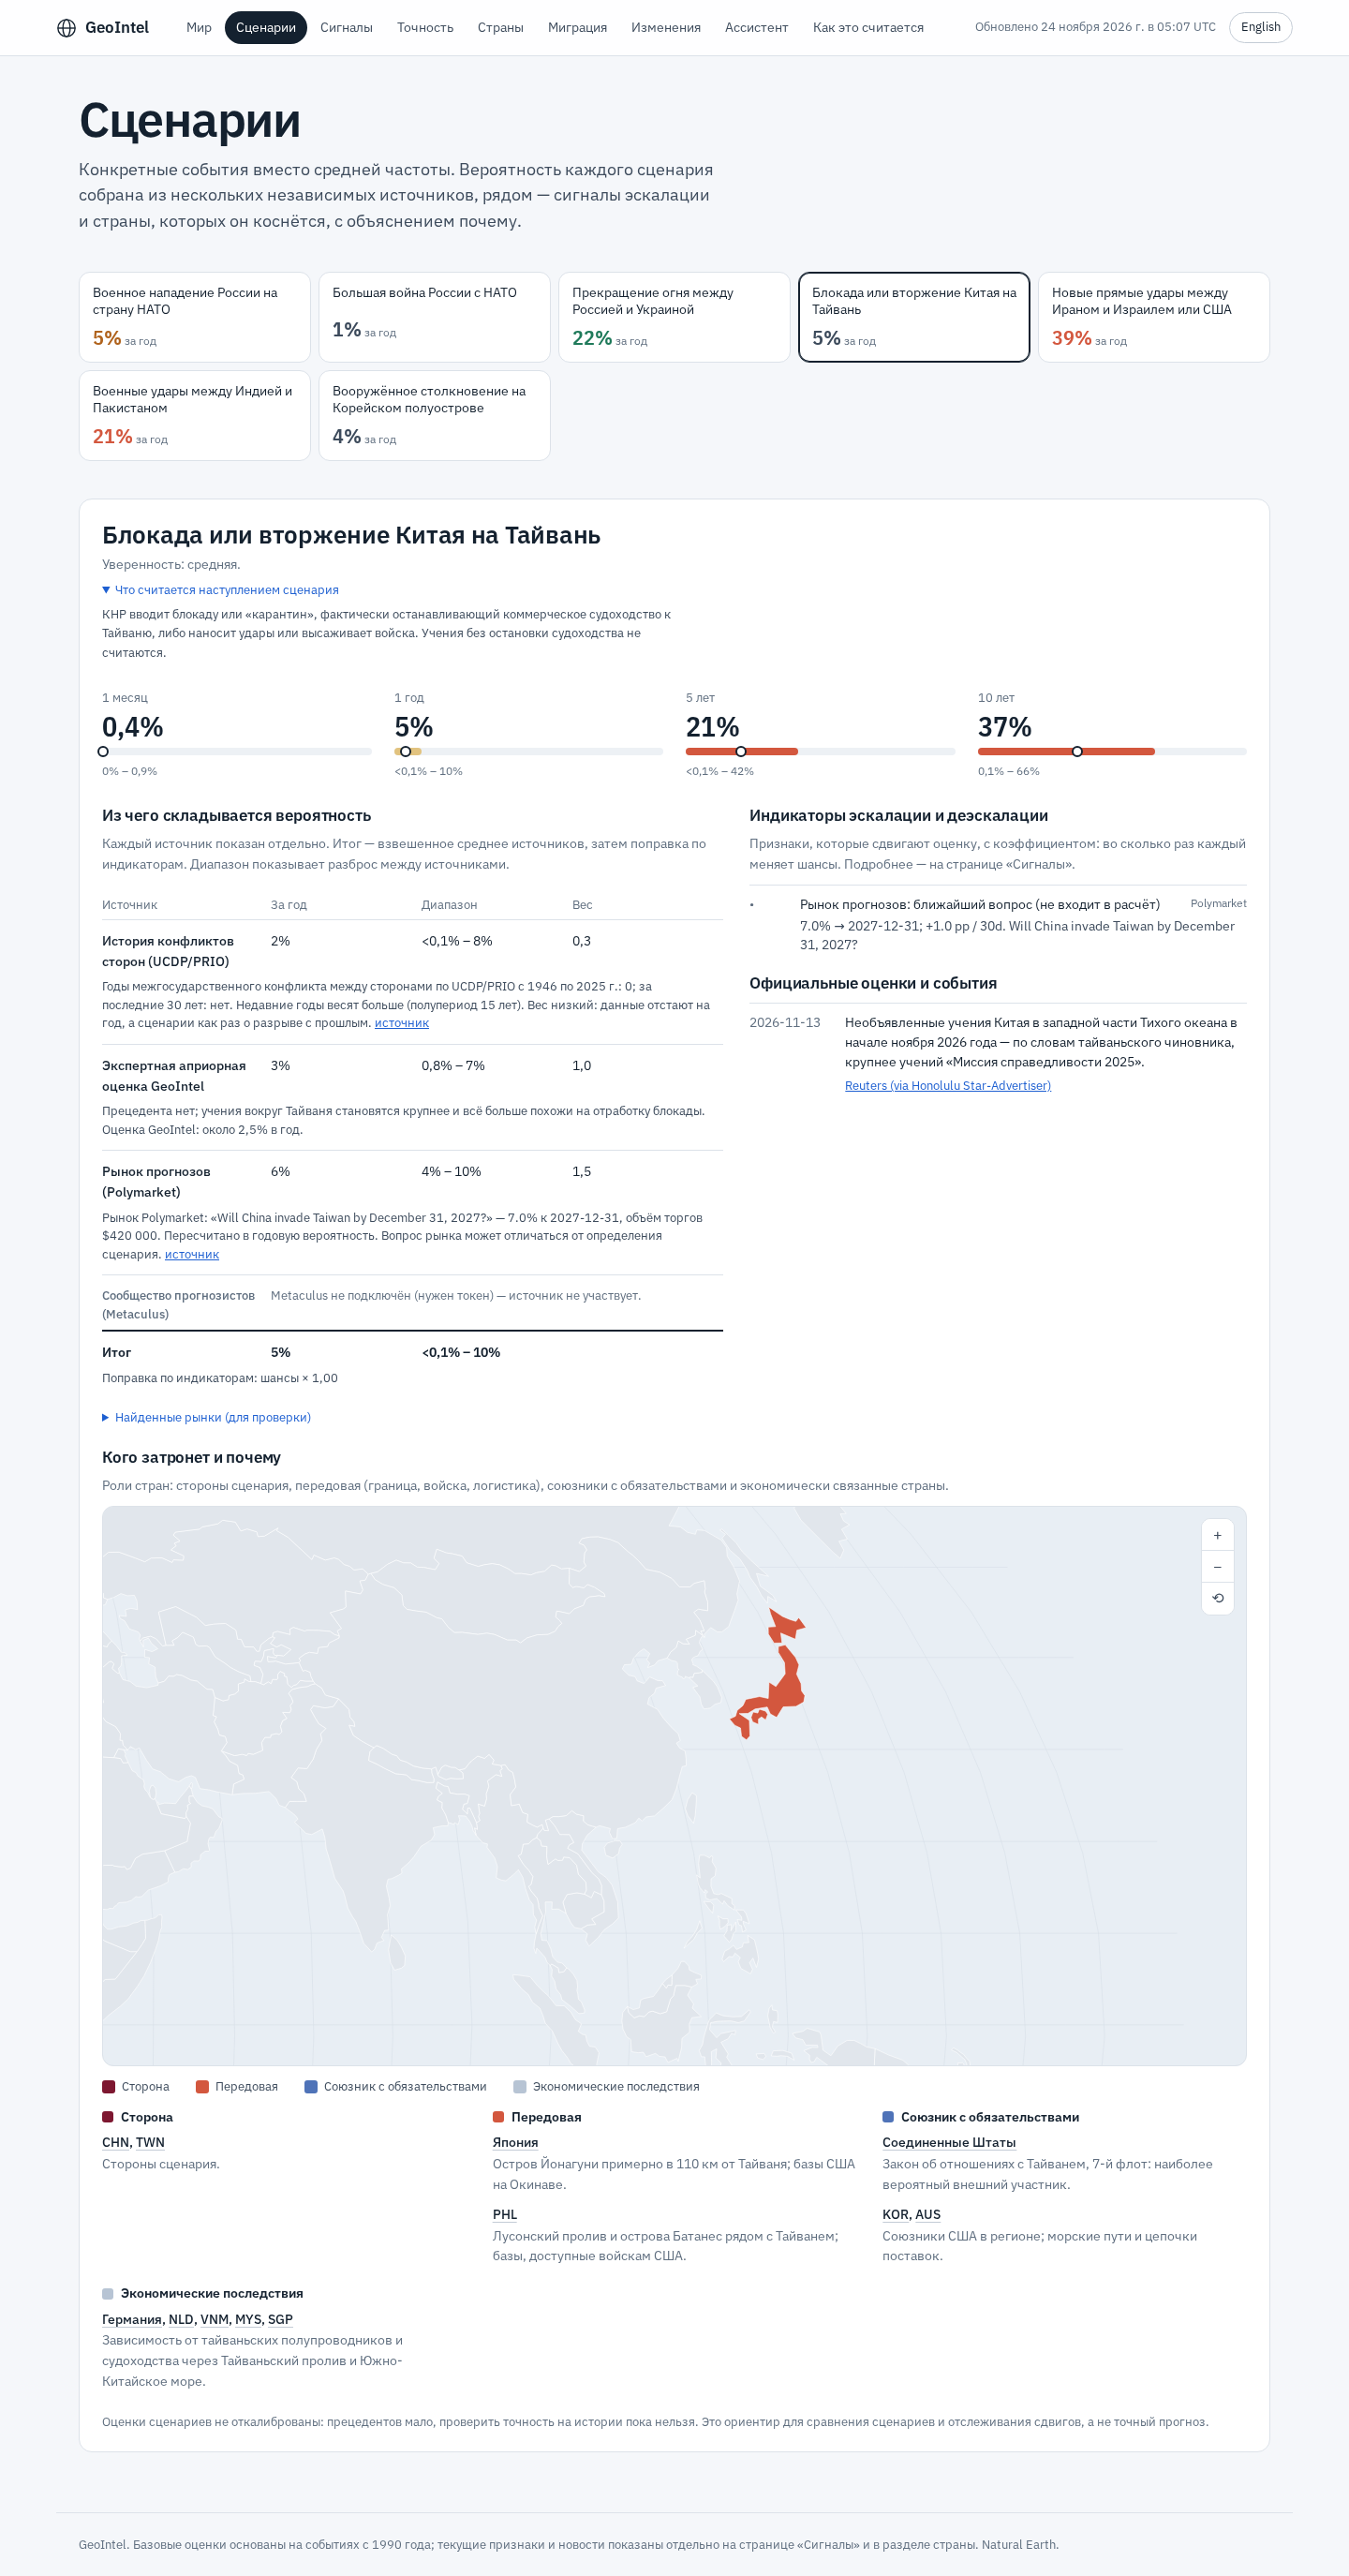 GeoIntel
Мир
Сценарии
Сигналы
Точность
Страны
Миграция
Изменения
Ассистент
Как это считается
Обновлено 24 ноября 2026 г. в 05:07 UTC
English
Сценарии
Конкретные события вместо средней частоты. Вероятность каждого сценария
собрана из нескольких независимых источников, рядом — сигналы эскалации
и страны, которых он коснётся, с объяснением почему.
Военное нападение России на
страну НАТО
5% за год
Большая война России с НАТО
1% за год
Прекращение огня между
Россией и Украиной
22% за год
Блокада или вторжение Китая на
Тайвань
5% за год
Новые прямые удары между
Ираном и Израилем или США
39% за год
Военные удары между Индией и
Пакистаном
21% за год
Вооружённое столкновение на
Корейском полуострове
4% за год
Блокада или вторжение Китая на Тайвань
Уверенность: средняя.
▼ Что считается наступлением сценария
КНР вводит блокаду или «карантин», фактически останавливающий коммерческое судоходство к
Тайваню, либо наносит удары или высаживает войска. Учения без остановки судоходства не
считаются.
1 месяц
0,4%
0% – 0,9%
1 год
5%
<0,1% – 10%
5 лет
21%
<0,1% – 42%
10 лет
37%
0,1% – 66%
Из чего складывается вероятность
Каждый источник показан отдельно. Итог — взвешенное среднее источников, затем поправка по
индикаторам. Диапазон показывает разброс между источниками.
Источник За год Диапазон Вес
История конфликтов 2% <0,1% – 8% 0,3
сторон (UCDP/PRIO)
Годы межгосударственного конфликта между сторонами по UCDP/PRIO с 1946 по 2025 г.: 0; за
последние 30 лет: нет. Недавние годы весят больше (полупериод 15 лет). Вес низкий: данные отстают на
год, а сценарии как раз о разрыве с прошлым. источник
Экспертная априорная 3% 0,8% – 7% 1,0
оценка GeoIntel
Прецедента нет; учения вокруг Тайваня становятся крупнее и всё больше похожи на отработку блокады.
Оценка GeoIntel: около 2,5% в год.
Рынок прогнозов 6% 4% – 10% 1,5
(Polymarket)
Рынок Polymarket: «Will China invade Taiwan by December 31, 2027?» — 7.0% к 2027-12-31, объём торгов
$420 000. Пересчитано в годовую вероятность. Вопрос рынка может отличаться от определения
сценария. источник
Сообщество прогнозистов Metaculus не подключён (нужен токен) — источник не участвует.
(Metaculus)
Итог 5% <0,1% – 10%
Поправка по индикаторам: шансы × 1,00
▶ Найденные рынки (для проверки)
Индикаторы эскалации и деэскалации
Признаки, которые сдвигают оценку, с коэффициентом: во сколько раз каждый
меняет шансы. Подробнее — на странице «Сигналы».
· Рынок прогнозов: ближайший вопрос (не входит в расчёт) Polymarket
7.0% → 2027-12-31; +1.0 pp / 30d. Will China invade Taiwan by December
31, 2027?
Официальные оценки и события
2026-11-13 Необъявленные учения Китая в западной части Тихого океана в
начале ноября 2026 года — по словам тайваньского чиновника,
крупнее учений «Миссия справедливости 2025».
Reuters (via Honolulu Star-Advertiser)
Кого затронет и почему
Роли стран: стороны сценария, передовая (граница, войска, логистика), союзники с обязательствами и экономически связанные страны.
+
−
⟲
Сторона
Передовая
Союзник с обязательствами
Экономические последствия
Сторона
CHN, TWN
Стороны сценария.
Передовая
Япония
Остров Йонагуни примерно в 110 км от Тайваня; базы США
на Окинаве.
PHL
Лусонский пролив и острова Батанес рядом с Тайванем;
базы, доступные войскам США.
Союзник с обязательствами
Соединенные Штаты
Закон об отношениях с Тайванем, 7-й флот: наиболее
вероятный внешний участник.
KOR, AUS
Союзники США в регионе; морские пути и цепочки
поставок.
Экономические последствия
Германия, NLD, VNM, MYS, SGP
Зависимость от тайваньских полупроводников и
судоходства через Тайваньский пролив и Южно-
Китайское море.
Оценки сценариев не откалиброваны: прецедентов мало, проверить точность на истории пока нельзя. Это ориентир для сравнения сценариев и отслеживания сдвигов, а не точный прогноз.
GeoIntel. Базовые оценки основаны на событиях с 1990 года; текущие признаки и новости показаны отдельно на странице «Сигналы» и в разделе страны. Natural Earth.